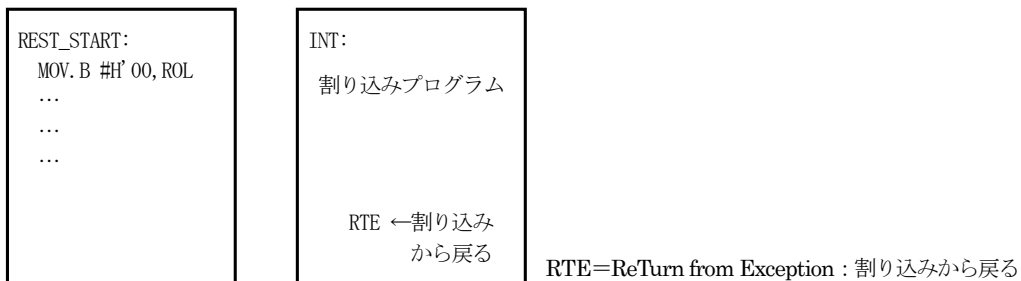 REST_START:
MOV.B #H'00,ROL
…
…
…
INT:
割り込みプログラム
RTE ←割り込み
から戻る
RTE=ReTurn from Exception:割り込みから戻る